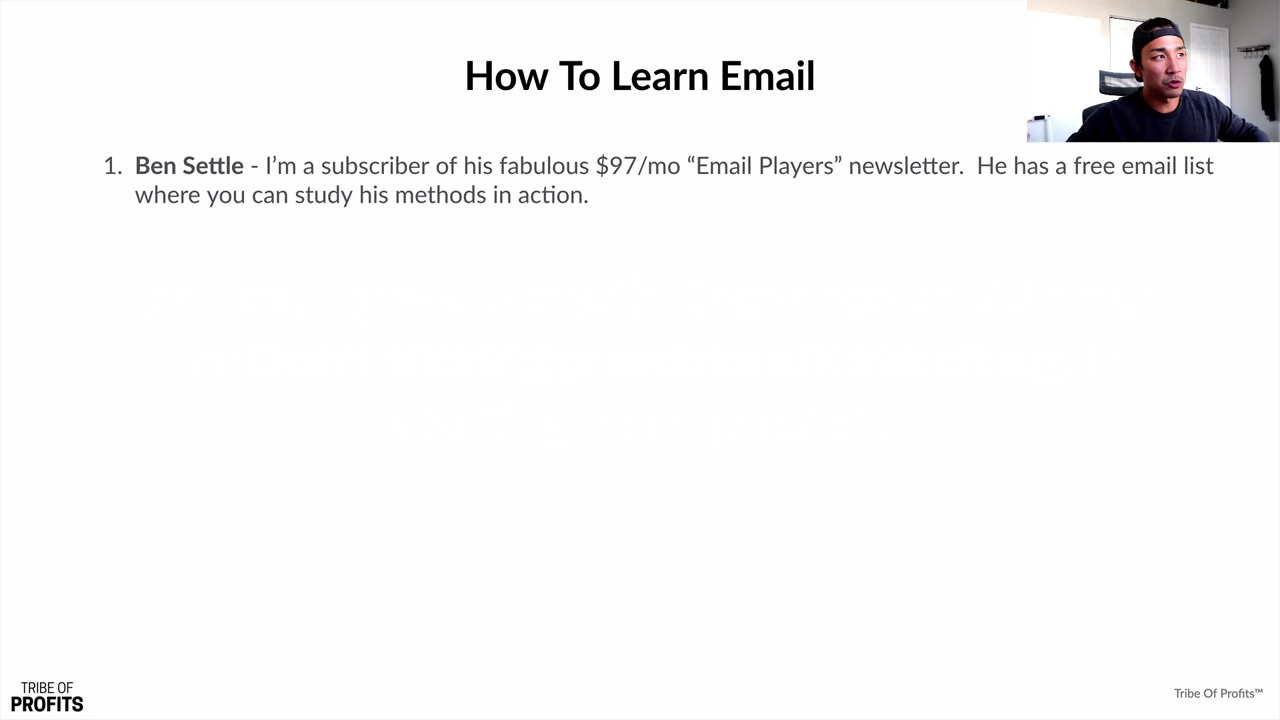 How To Learn Email
1. Ben Settle - I’m a subscriber of his fabulous $97/mo “Email Players” newsletter.  He has a free email list
where you can study his methods in action.
TRIBE OF
PROFITS
Tribe Of Profits™